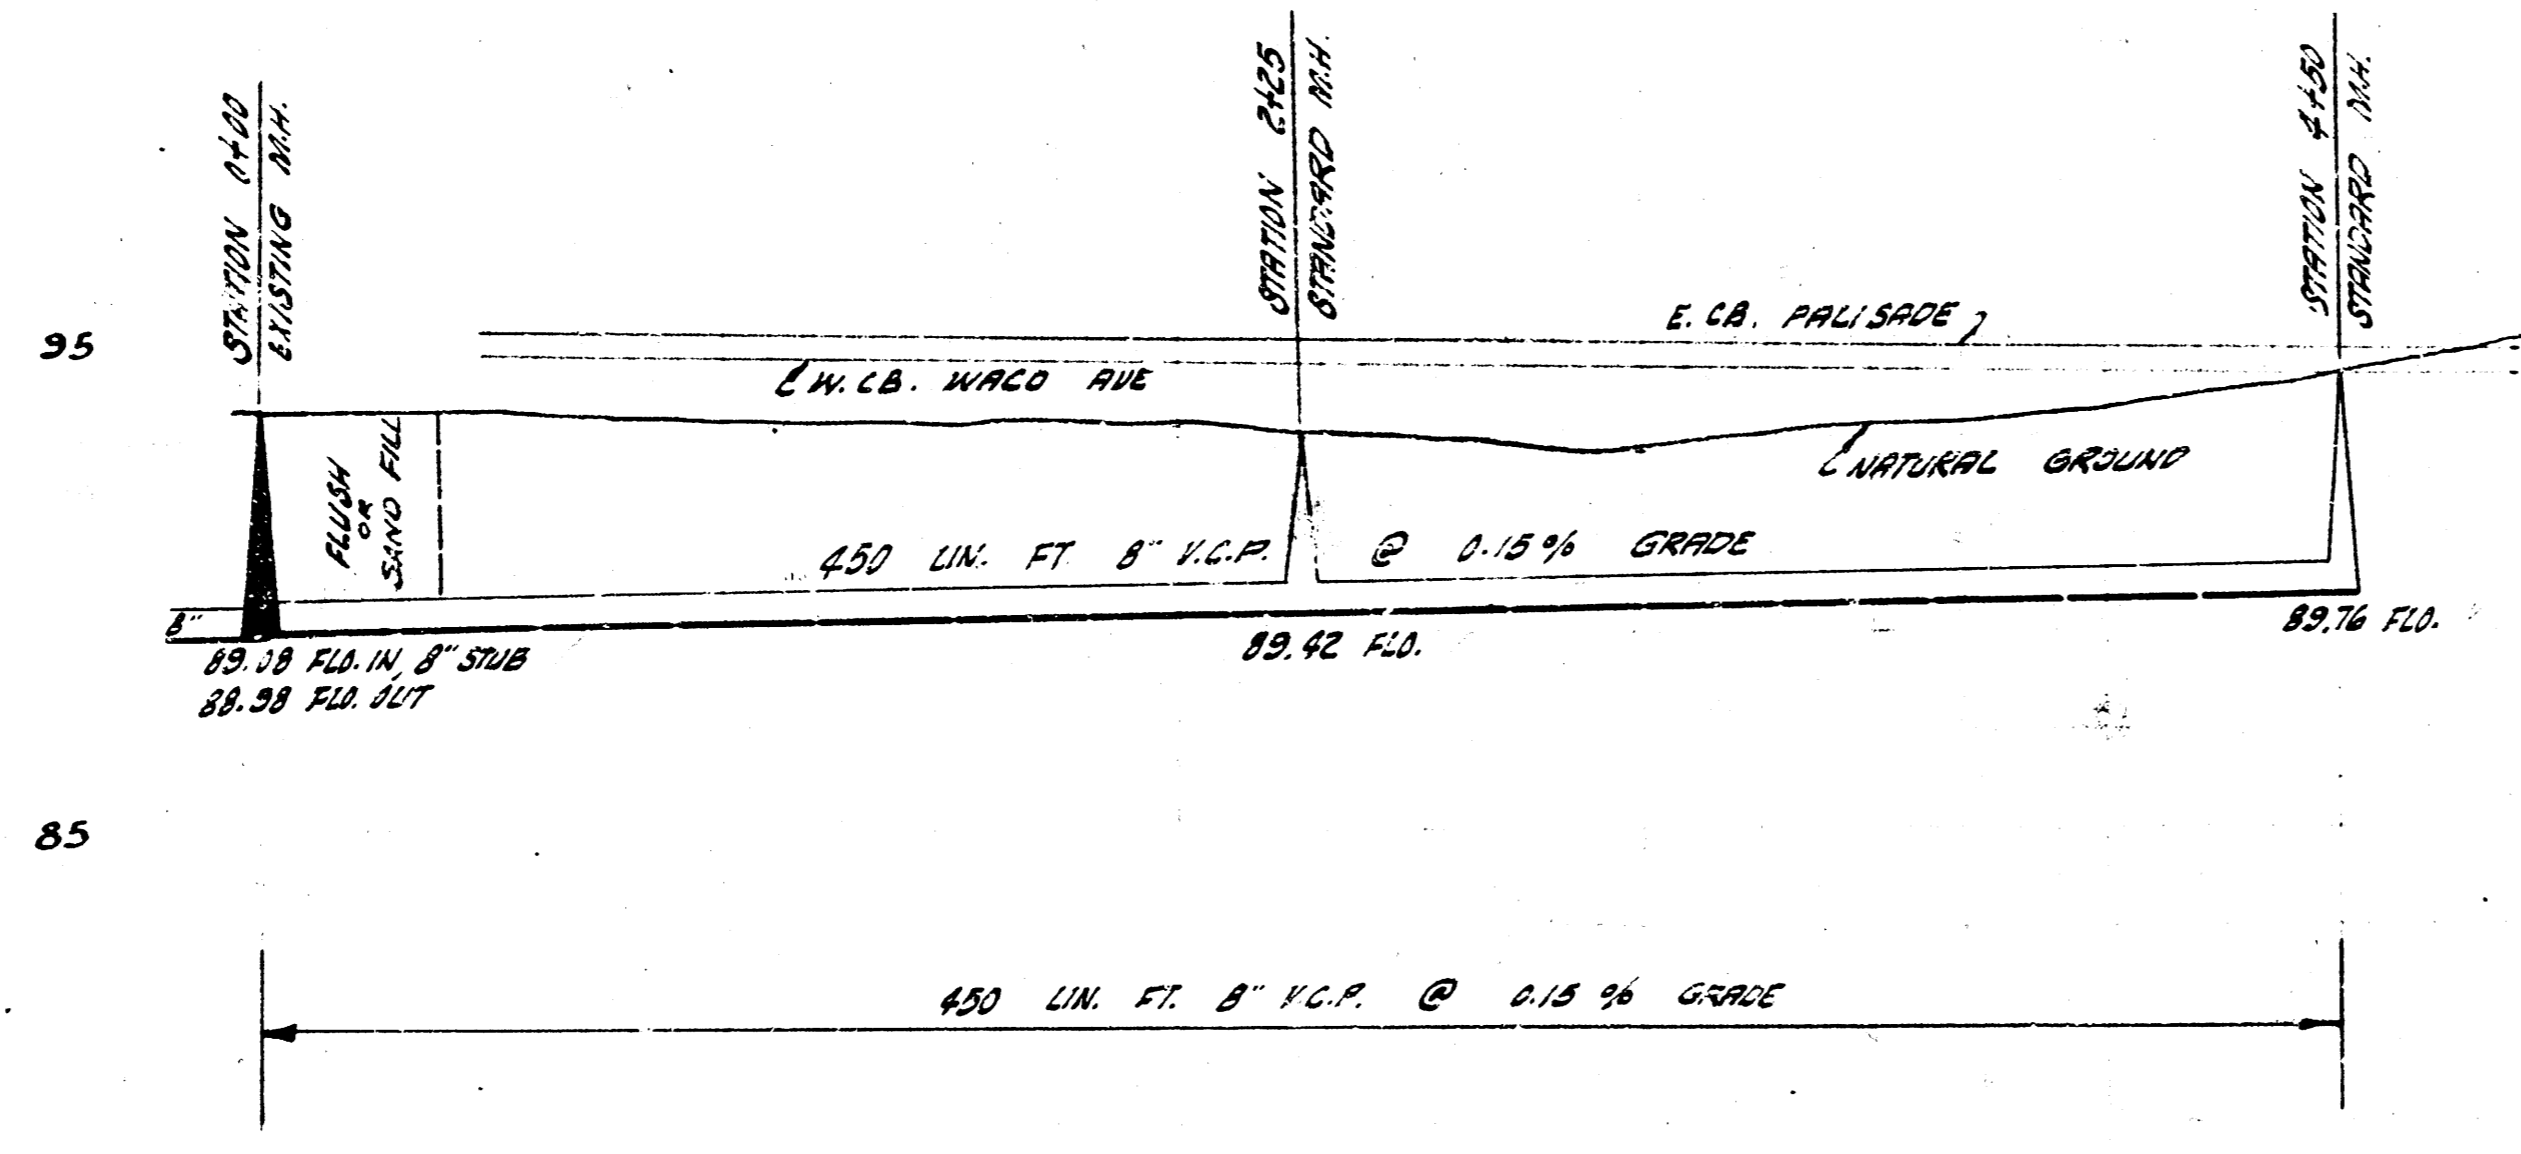 STATION 0+00
EXISTING M.H.
STATION 2+25
STANDARD M.H.
STATION 4+50
STANDARD M.H.
95
E. CB. PALISADE
W. CB. WACO AVE
NATURAL GROUND
FLUSH
OR
SAND FILL
450 LIN. FT. 8" V.C.P. @ 0.15% GRADE
8"
89.08 FLO. IN, 8" STUB
88.98 FLO. OUT
89.42 FLO.
89.76 FLO.
85
450 LIN. FT. 8" V.C.P. @ 0.15 % GRADE